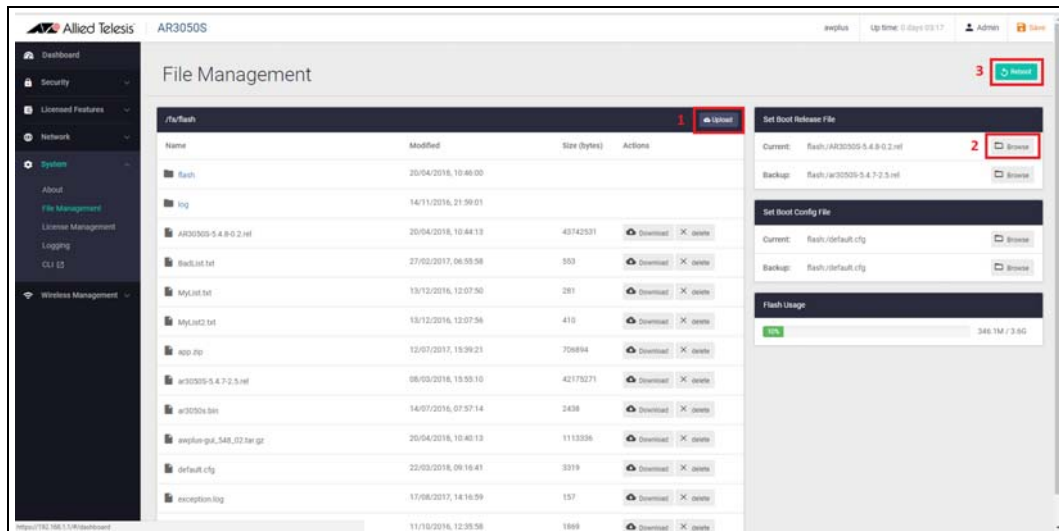 Allied Telesis AR3050S awplus Up time: 0 days 03:17 Admin Save
Dashboard
Security
Licensed Features
Network
System
About
File Management
License Management
Logging
CLI
Wireless Management
File Management
3 Reboot
/fs/flash 1 Upload
Name Modified Size (bytes) Actions
flash 20/04/2018, 10:46:00
log 14/11/2016, 21:59:01
AR3050S-5.4.8-0.2.rel 20/04/2018, 10:44:13 43742531 Download delete
BadList.txt 27/02/2017, 06:55:58 553 Download delete
MyList.txt 13/12/2016, 12:07:50 281 Download delete
MyList2.txt 13/12/2016, 12:07:56 410 Download delete
app.zip 12/07/2017, 15:39:21 706894 Download delete
ar3050S-5.4.7-2.5.rel 08/03/2018, 15:55:10 42175271 Download delete
ar3050s.bin 14/07/2016, 07:57:14 2438 Download delete
awplus-gui_548_02.tar.gz 20/04/2018, 10:40:13 1113336 Download delete
default.cfg 22/03/2018, 09:16:41 3319 Download delete
exception.log 17/08/2017, 14:16:59 157 Download delete
11/10/2016, 12:35:58 1869 Download delete
Set Boot Release File
Current: flash:/AR3050S-5.4.8-0.2.rel 2 Browse
Backup: flash:/ar3050S-5.4.7-2.5.rel Browse
Set Boot Config File
Current: flash:/default.cfg Browse
Backup: flash:/default.cfg Browse
Flash Usage
10% 346.1M / 3.6G
https://192.168.1.1/#/dashboard